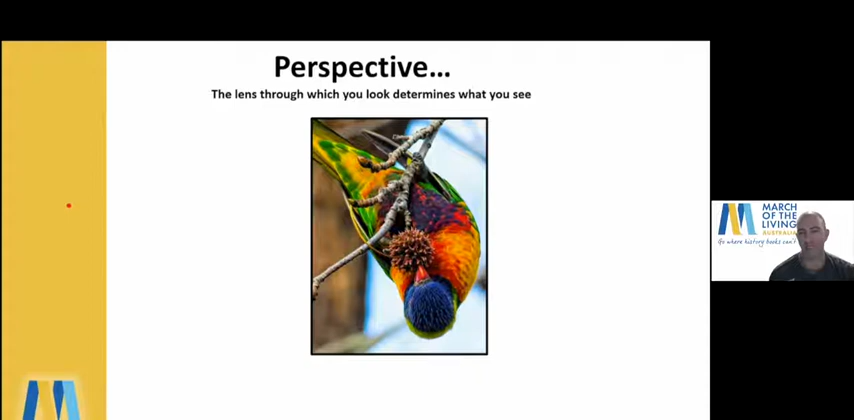 Perspective...
The lens through which you look determines what you see
MARCH
OF THE
LIVING
AUSTRALIA
Go where history books can't